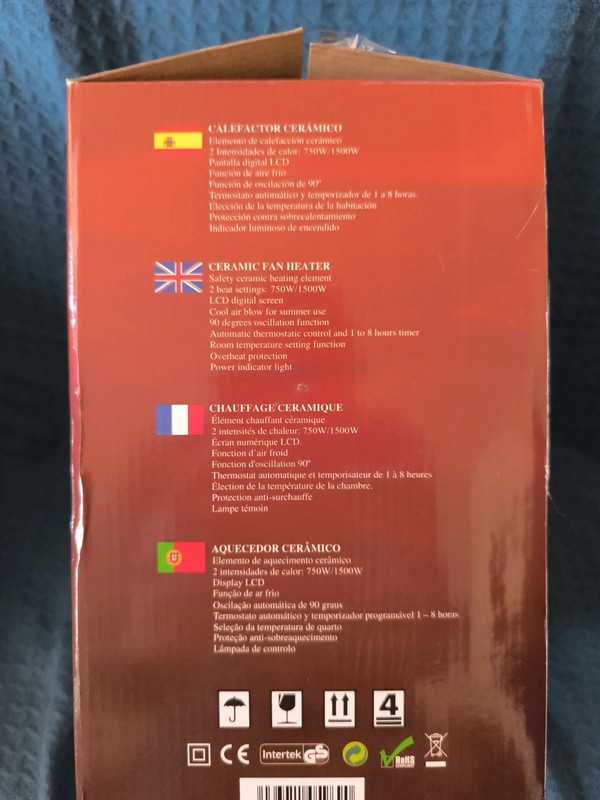 CALEFACTOR CERÁMICO
Elemento de calefacción cerámico
2 Intensidades de calor: 750W/1500W
Pantalla digital LCD
Función de aire frio
Función de oscilación de 90º
Termostato automático y temporizador de 1 a 8 horas.
Elección de la temperatura de la habitación
Protección contra sobrecalentamiento
Indicador luminoso de encendido
CERAMIC FAN HEATER
Safety ceramic heating element
2 heat settings: 750W/1500W
LCD digital screen
Cool air blow for summer use
90 degrees oscillation function
Automatic thermostatic control and 1 to 8 hours timer
Room temperature setting function
Overheat protection
Power indicator light
CHAUFFAGE CERAMIQUE
Élément chauffant céramique
2 intensités de chaleur: 750W/1500W
Écran numérique LCD.
Fonction d'air froid
Fonction d'oscillation 90º
Thermostat automatique et temporisateur de 1 à 8 heures
Élection de la température de la chambre.
Protection anti-surchauffe
Lampe témoin
AQUECEDOR CERÂMICO
Elemento de aquecimento cerâmico
2 intensidades de calor: 750W/1500W
Display LCD
Função de ar frio
Oscilação automática de 90 graus
Termostato automático y temporizador programável 1 – 8 horas.
Seleção da temperatura de quarto
Proteção anti-sobreaquecimento
Lâmpada de controlo
4
CE Intertek GS RoHS